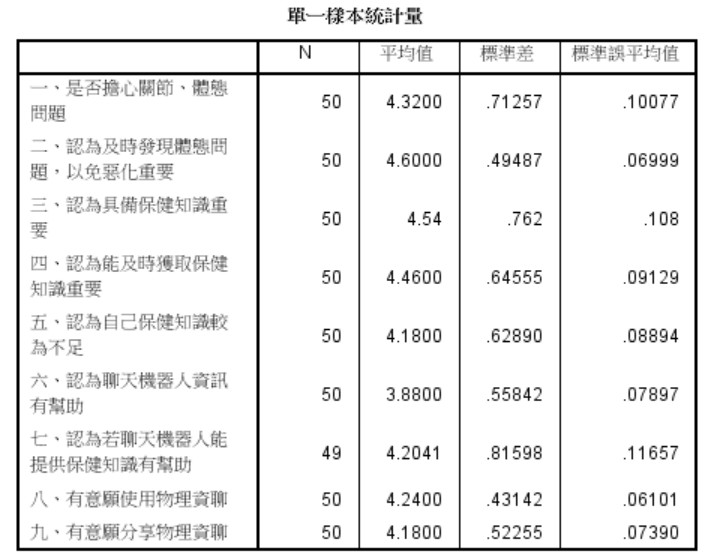 單一樣本統計量
N 平均值 標準差 標準誤平均值
一、是否擔心關節、體態
問題 50 4.3200 .71257 .10077
二、認為及時發現體態問
題，以免惡化重要 50 4.6000 .49487 .06999
三、認為具備保健知識重
要 50 4.54 .762 .108
四、認為能及時獲取保健
知識重要 50 4.4600 .64555 .09129
五、認為自己保健知識較
為不足 50 4.1800 .62890 .08894
六、認為聊天機器人資訊
有幫助 50 3.8800 .55842 .07897
七、認為若聊天機器人能
提供保健知識有幫助 49 4.2041 .81598 .11657
八、有意願使用物理資聊 50 4.2400 .43142 .06101
九、有意願分享物理資聊 50 4.1800 .52255 .07390